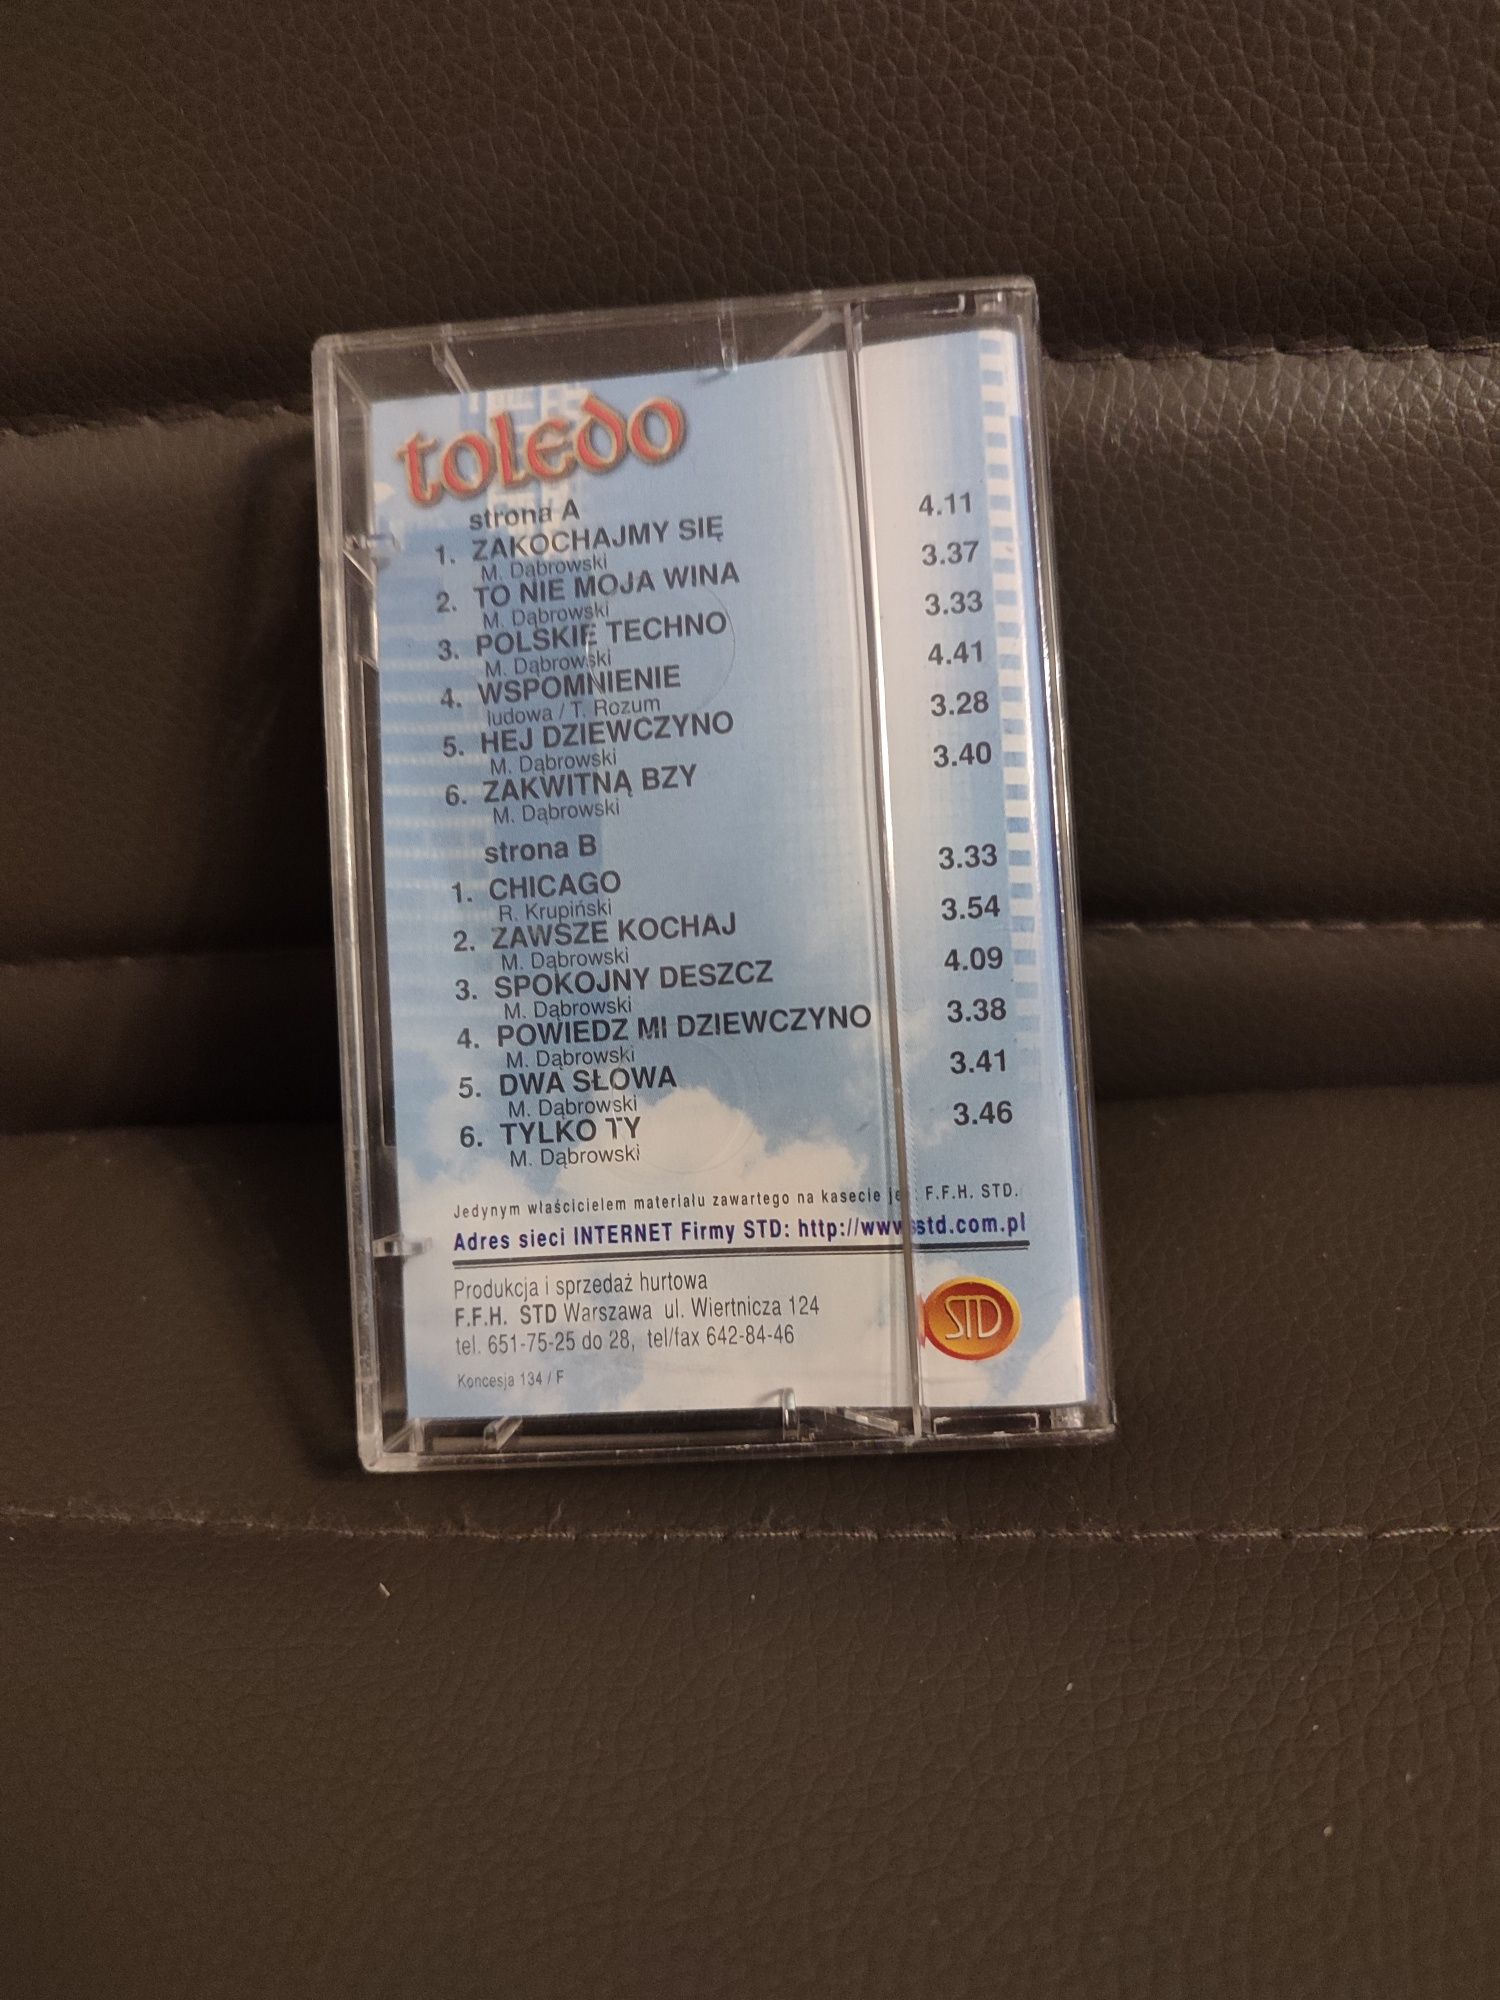 toledo
strona A
1. ZAKOCHAJMY SIĘ 4.11
M. Dąbrowski
2. TO NIE MOJA WINA 3.37
M. Dąbrowski
3. POLSKIE TECHNO 3.33
M. Dąbrowski
4. WSPOMNIENIE 4.41
ludowa / T. Rozum
5. HEJ DZIEWCZYNO 3.28
M. Dąbrowski
6. ZAKWITNĄ BZY 3.40
M. Dąbrowski
strona B
1. CHICAGO 3.33
R. Krupiński
2. ZAWSZE KOCHAJ 3.54
M. Dąbrowski
3. SPOKOJNY DESZCZ 4.09
M. Dąbrowski
4. POWIEDZ MI DZIEWCZYNO 3.38
M. Dąbrowski
5. DWA SŁOWA 3.41
M. Dąbrowski
6. TYLKO TY 3.46
M. Dąbrowski
Jedynym właścicielem materiału zawartego na kasecie F.F.H. STD.
Adres sieci INTERNET Firmy STD: http://www.std.com.pl
Produkcja i sprzedaż hurtowa
F.F.H. STD Warszawa ul. Wiertnicza 124
tel. 651-75-25 do 28, tel/fax 642-84-46
STD
Koncesja 134 / F